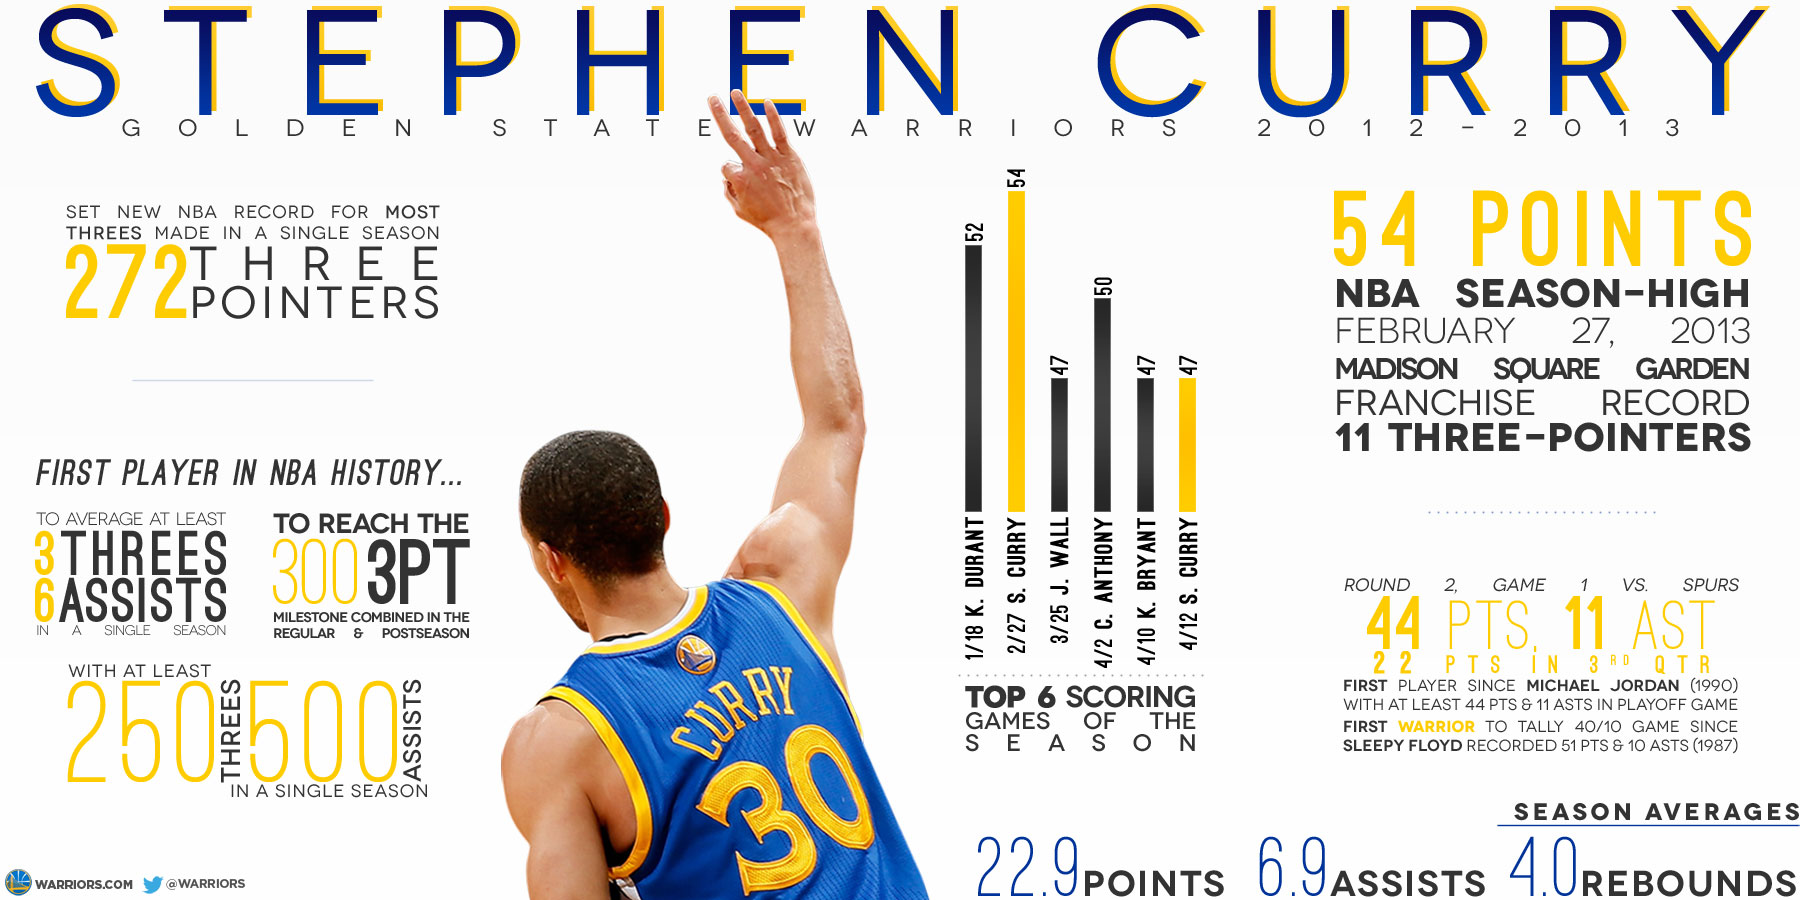 STEPHEN CURRY
GOLDEN STATE WARRIORS 2012-2013
SET NEW NBA RECORD FOR MOST
THREES MADE IN A SINGLE SEASON
272 THREE
POINTERS
FIRST PLAYER IN NBA HISTORY...
TO AVERAGE AT LEAST
3 THREES
6 ASSISTS
IN A SINGLE SEASON
TO REACH THE
300 3PT
MILESTONE COMBINED IN THE
REGULAR & POSTSEASON
WITH AT LEAST
250 THREES 500 ASSISTS
IN A SINGLE SEASON
WARRIORS.COM @WARRIORS
CURRY
30
52
54
47
50
47
47
1/18 K. DURANT
2/27 S. CURRY
3/25 J. WALL
4/2 C. ANTHONY
4/10 K. BRYANT
4/12 S. CURRY
TOP 6 SCORING
GAMES OF THE
SEASON
54 POINTS
NBA SEASON-HIGH
FEBRUARY 27, 2013
MADISON SQUARE GARDEN
FRANCHISE RECORD
11 THREE-POINTERS
ROUND 2, GAME 1 VS. SPURS
44 PTS, 11 AST
22 PTS IN 3RD QTR
FIRST PLAYER SINCE MICHAEL JORDAN (1990)
WITH AT LEAST 44 PTS & 11 ASTS IN PLAYOFF GAME
FIRST WARRIOR TO TALLY 40/10 GAME SINCE
SLEEPY FLOYD RECORDED 51 PTS & 10 ASTS (1987)
SEASON AVERAGES
22.9 POINTS 6.9 ASSISTS 4.0 REBOUNDS